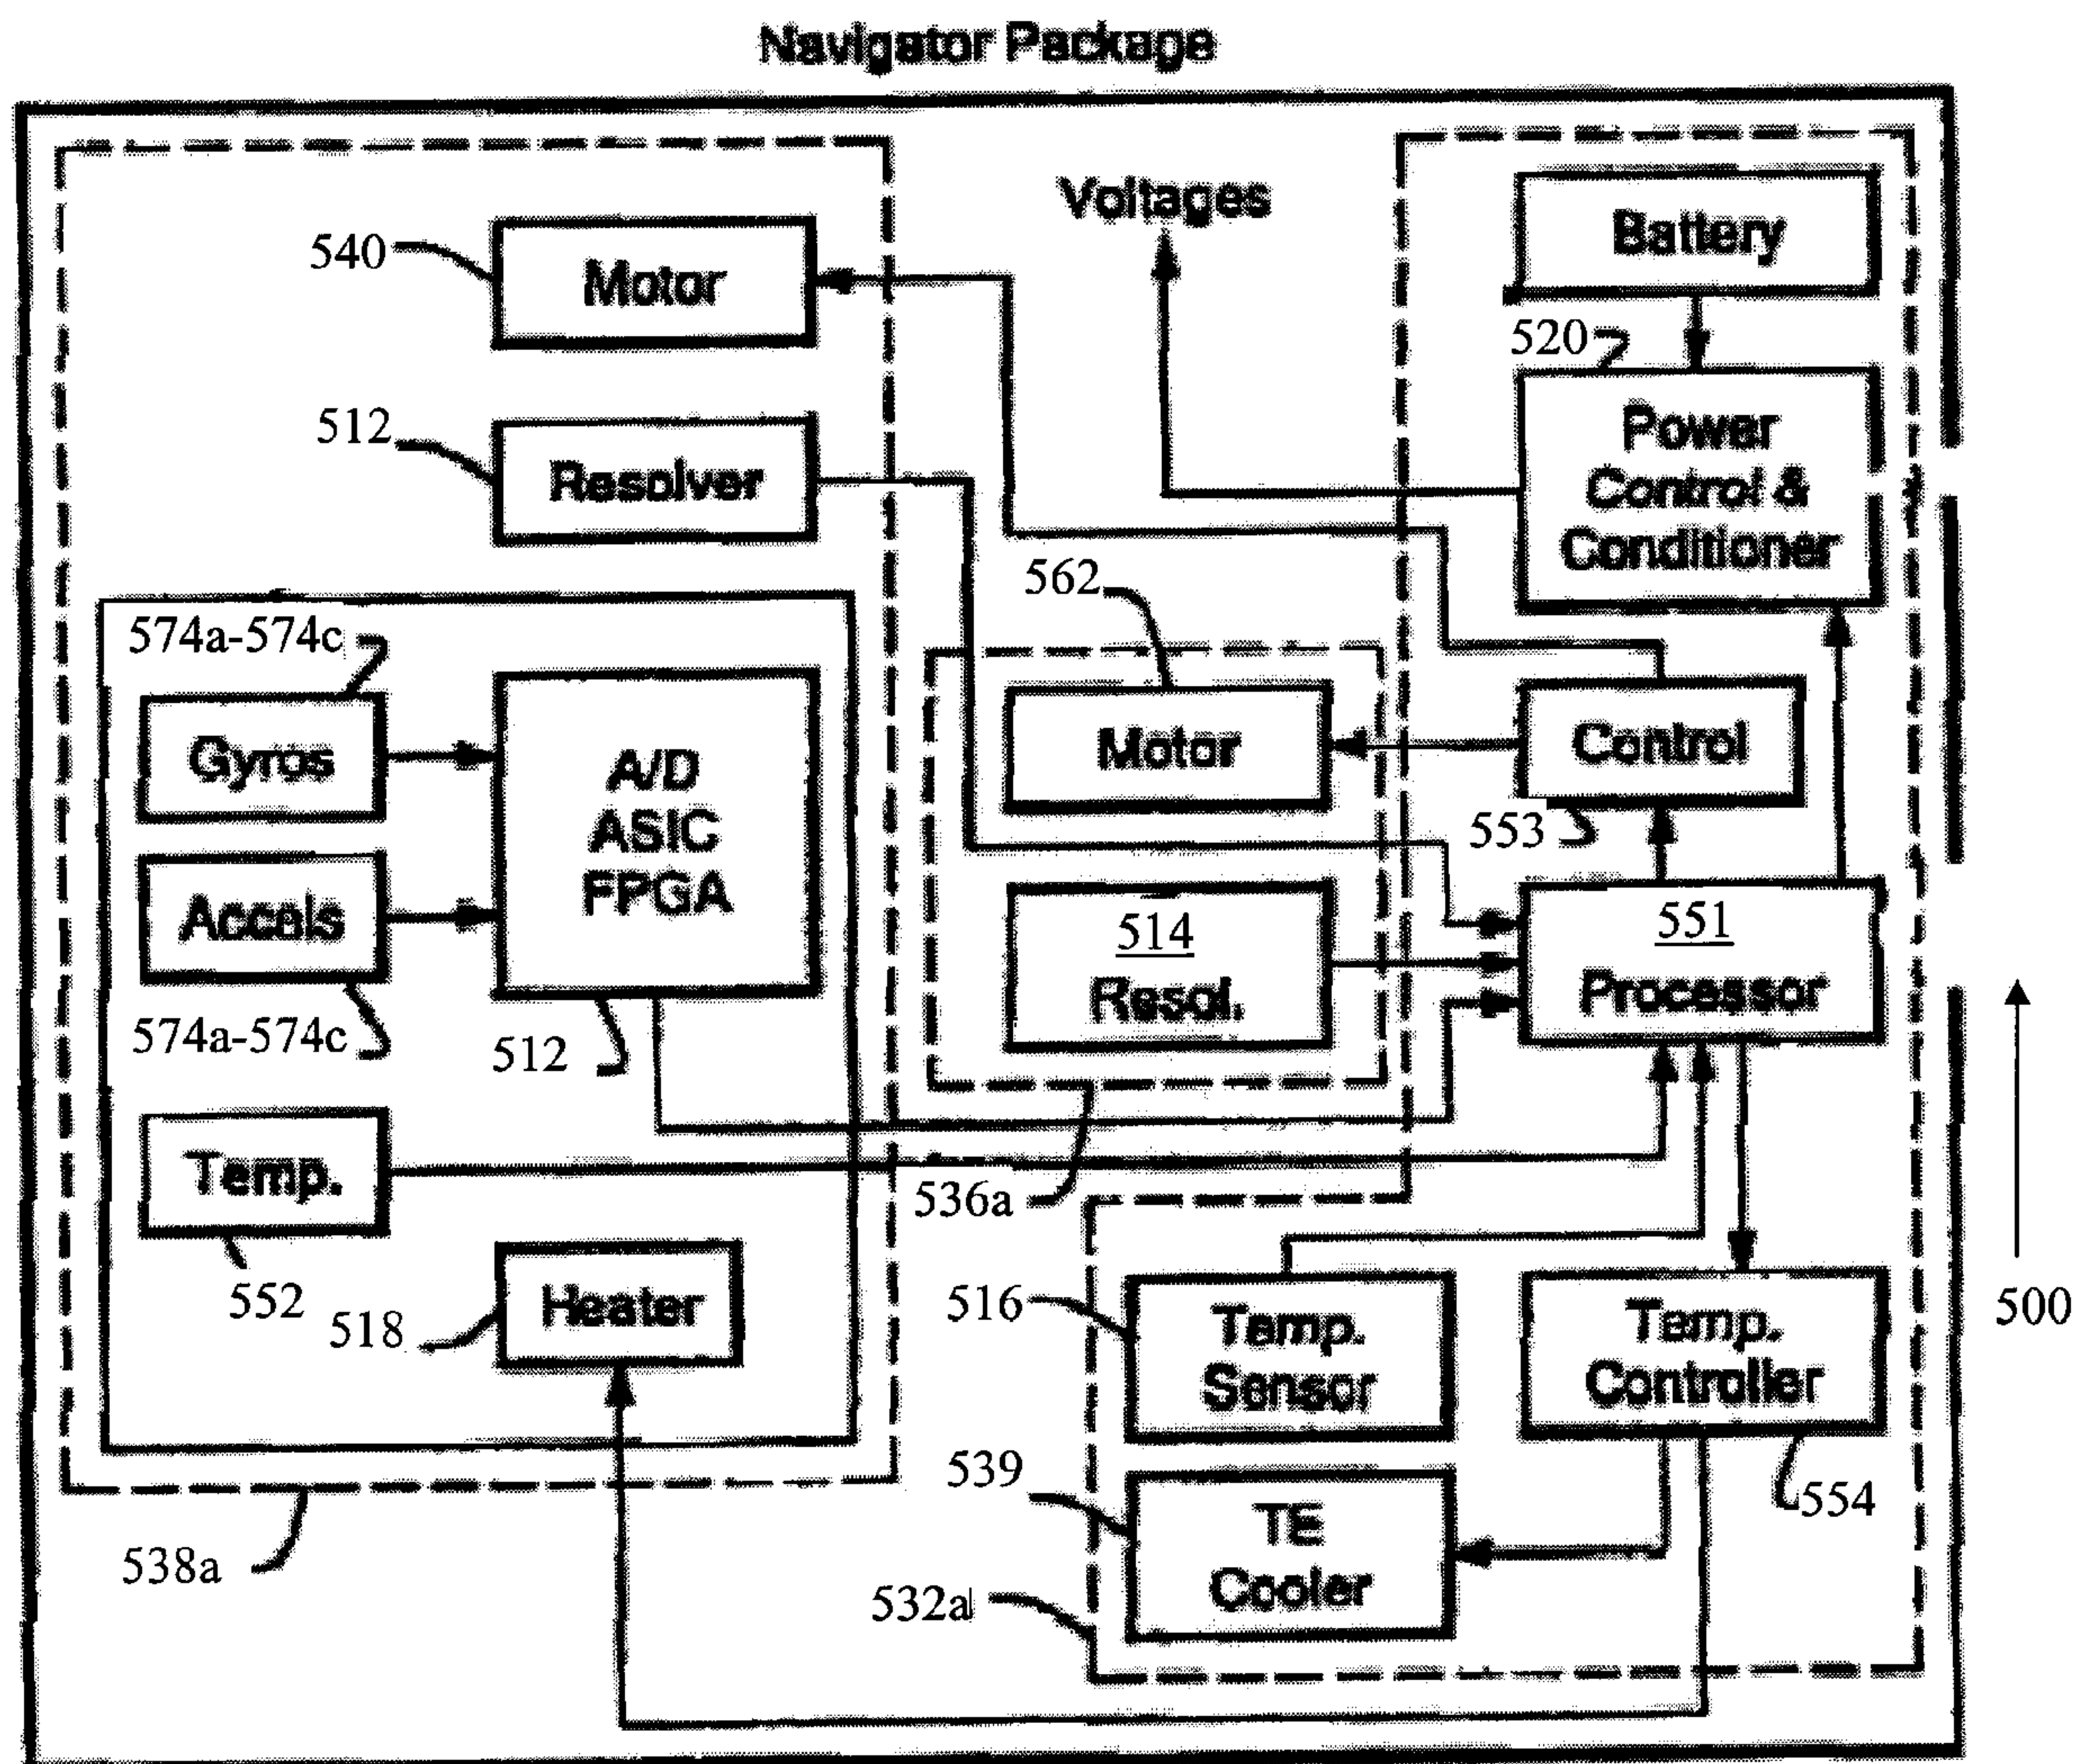 Navigator Package
540
Motor
512
Resolver
574a-574c
Gyros
Accels
574a-574c
A/D
ASIC
FPGA
512
Temp.
552
518
Heater
538a
Voltages
562
Motor
514
Resol.
536a
Battery
520
Power
Control &
Conditioner
Control
553
551
Processor
516
Temp.
Sensor
Temp.
Controller
554
539
TE
Cooler
532a
500